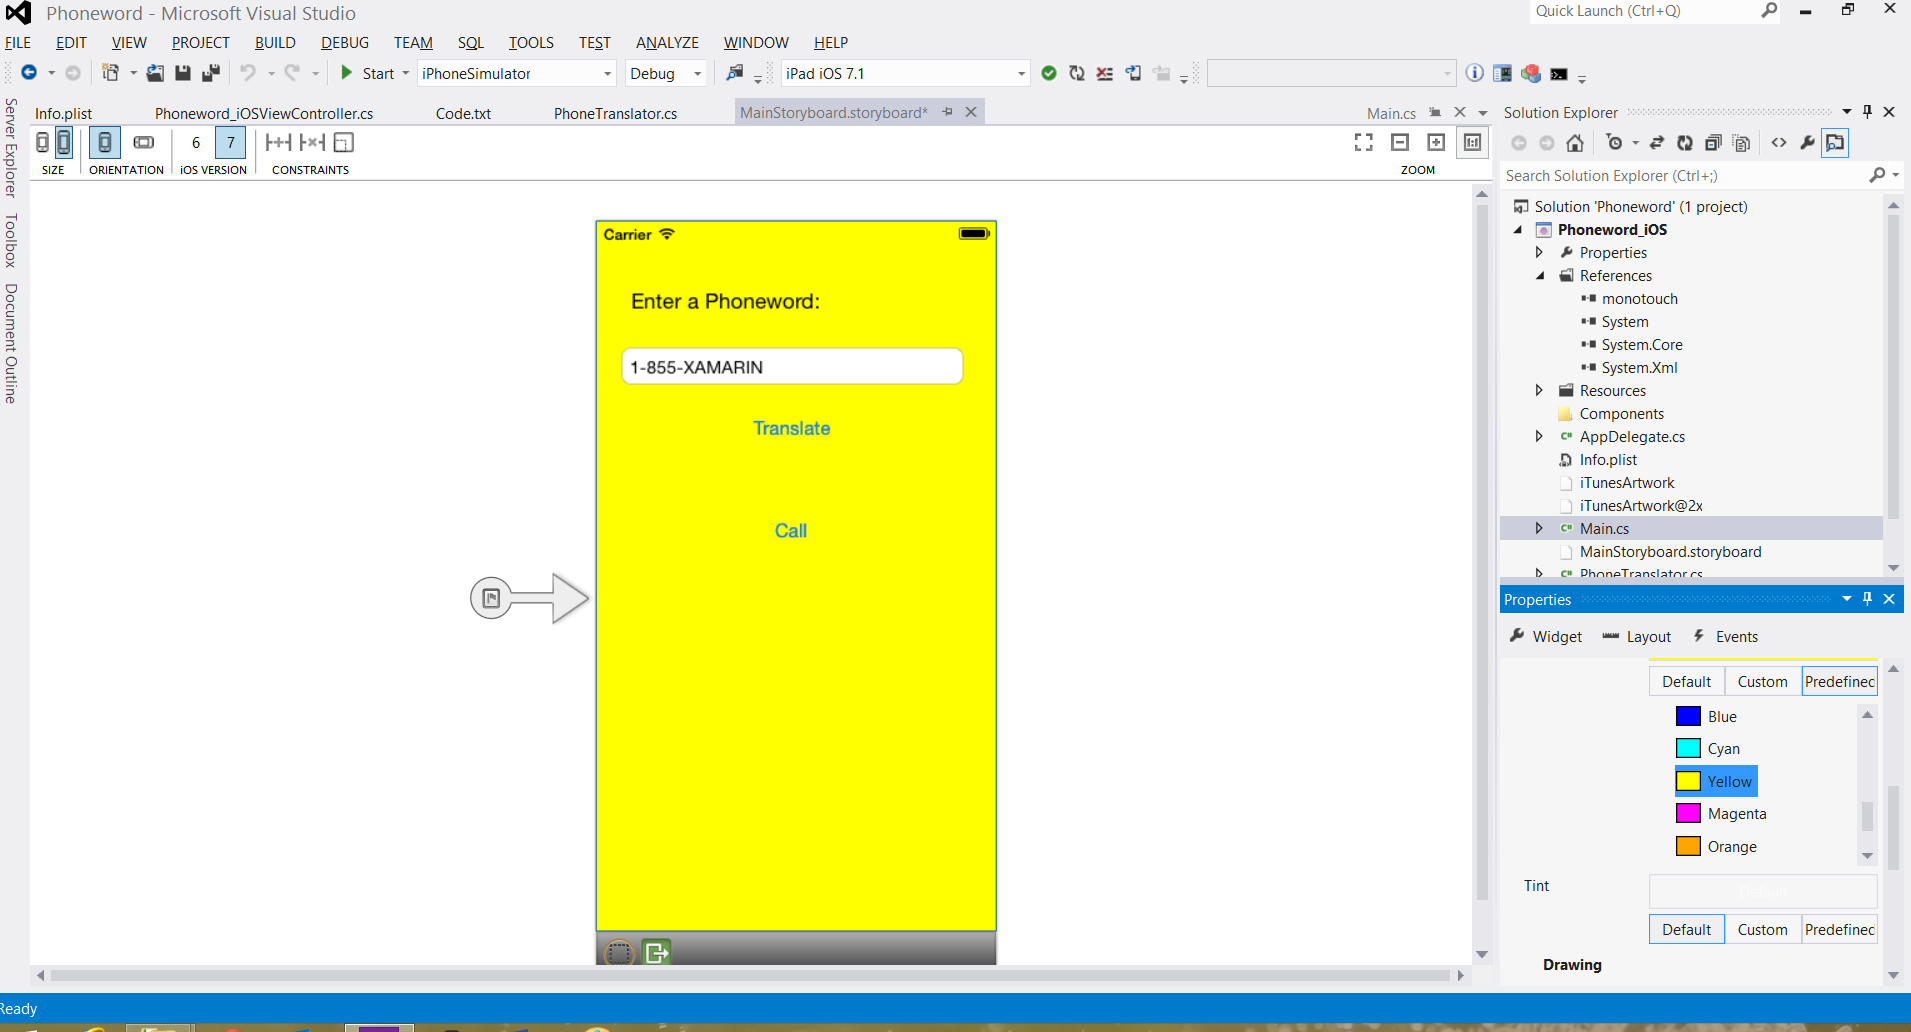 Phoneword - Microsoft Visual Studio
Quick Launch (Ctrl+Q)
FILE EDIT VIEW PROJECT BUILD DEBUG TEAM SQL TOOLS TEST ANALYZE WINDOW HELP
Start iPhoneSimulator Debug iPad iOS 7.1
Server Explorer
Toolbox
Document Outline
Info.plist Phoneword_iOSViewController.cs Code.txt PhoneTranslator.cs MainStoryboard.storyboard* Main.cs
6 7
SIZE ORIENTATION iOS VERSION CONSTRAINTS ZOOM
Carrier
Enter a Phoneword:
1-855-XAMARIN
Translate
Call
Solution Explorer
Search Solution Explorer (Ctrl+;)
Solution 'Phoneword' (1 project)
Phoneword_iOS
Properties
References
monotouch
System
System.Core
System.Xml
Resources
Components
C# AppDelegate.cs
Info.plist
iTunesArtwork
iTunesArtwork@2x
C# Main.cs
MainStoryboard.storyboard
C# PhoneTranslator.cs
Properties
Widget Layout Events
Default Custom Predefined
Blue
Cyan
Yellow
Magenta
Orange
Tint
Default
Default Custom Predefined
Drawing
Ready